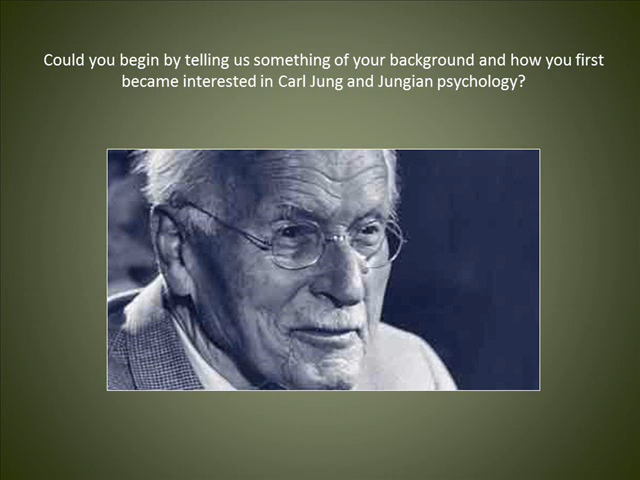 Could you begin by telling us something of your background and how you first
became interested in Carl Jung and Jungian psychology?